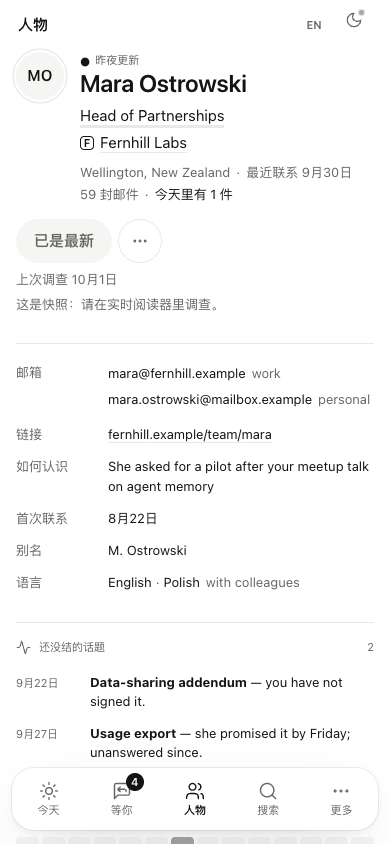 人物
EN
MO
昨夜更新
Mara Ostrowski
Head of Partnerships
F Fernhill Labs
Wellington, New Zealand · 最近联系 9月30日
59 封邮件 · 今天里有 1 件
已是最新
上次调查 10月1日
这是快照：请在实时阅读器里调查。
邮箱 mara@fernhill.example work
mara.ostrowski@mailbox.example personal
链接 fernhill.example/team/mara
如何认识 She asked for a pilot after your meetup talk
on agent memory
首次联系 8月22日
别名 M. Ostrowski
语言 English · Polish with colleagues
还没结的话题 2
9月22日 Data-sharing addendum — you have not
signed it.
9月27日 Usage export — she promised it by Friday;
unanswered since.
4
今天 等你 人物 搜索 更多